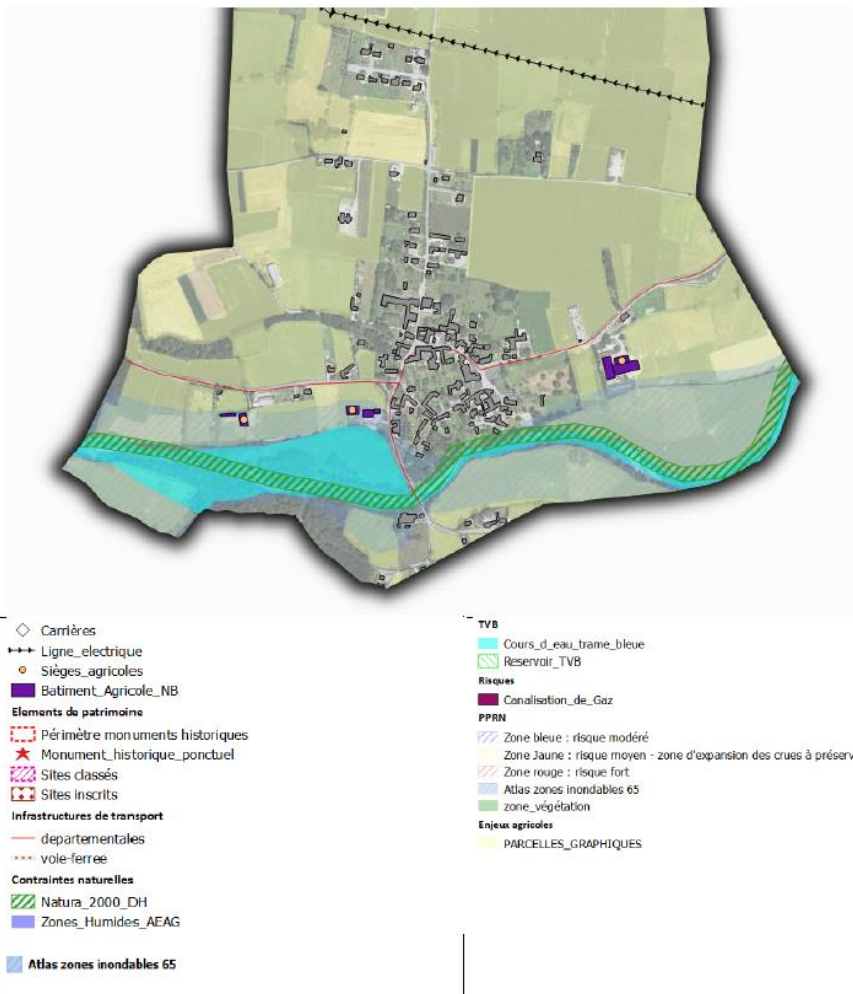 Carrières
Ligne_electrique
Sièges_agricoles
Batiment_Agricole_NB
Elements de patrimoine
Périmètre monuments historiques
Monument_historique_ponctuel
Sites classés
Sites inscrits
Infrastructures de transport
departementales
voie-ferree
Contraintes naturelles
Natura_2000_DH
Zones_Humides_AEAG
Atlas zones inondables 65
TVB
Cours_d_eau_trame_bleue
Reservoir_TVB
Risques
Canalisation_de_Gaz
PPRN
Zone bleue : risque modéré
Zone Jaune : risque moyen - zone d'expansion des crues à préserv
Zone rouge : risque fort
Atlas zones inondables 65
zone_végétation
Enjeux agricoles
PARCELLES_GRAPHIQUES